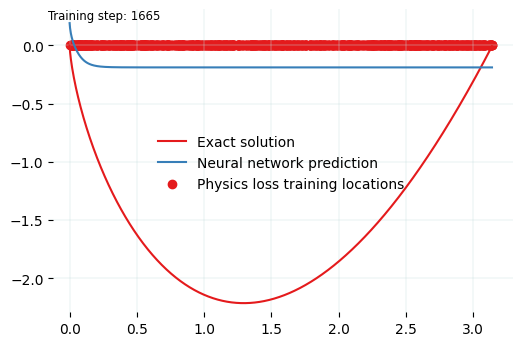 Training step: 1665
0.0
−0.5
−1.0
−1.5
−2.0
Exact solution
Neural network prediction
Physics loss training locations
0.0 0.5 1.0 1.5 2.0 2.5 3.0